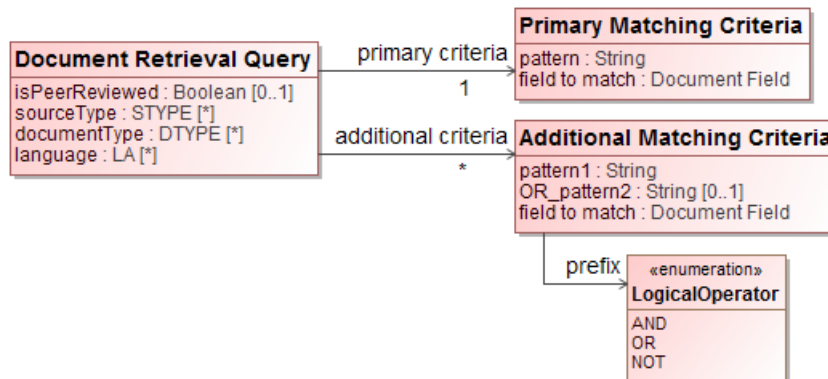 Document Retrieval Query
isPeerReviewed : Boolean [0..1]
sourceType : STYPE [*]
documentType : DTYPE [*]
language : LA [*]
primary criteria
1
Primary Matching Criteria
pattern : String
field to match : Document Field
additional criteria
*
Additional Matching Criteria
pattern1 : String
OR_pattern2 : String [0..1]
field to match : Document Field
prefix
«enumeration»
LogicalOperator
AND
OR
NOT